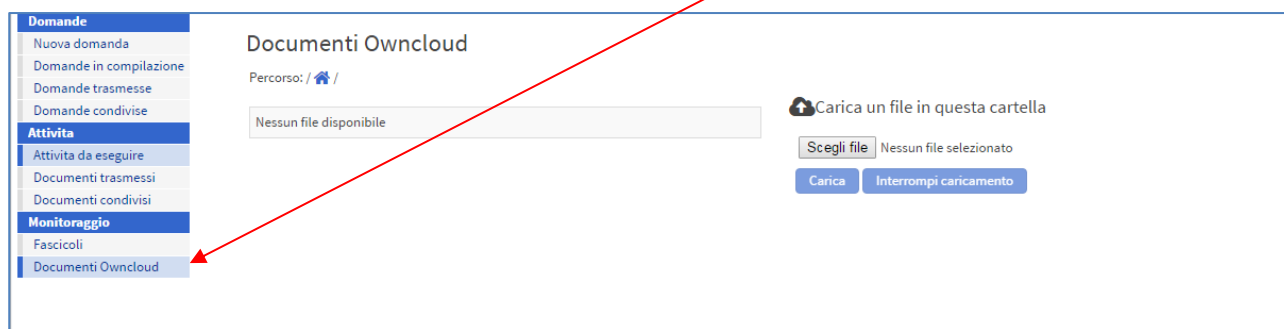 Domande
Nuova domanda
Domande in compilazione
Domande trasmesse
Domande condivise
Attivita
Attivita da eseguire
Documenti trasmessi
Documenti condivisi
Monitoraggio
Fascicoli
Documenti Owncloud
Documenti Owncloud
Percorso: / /
Nessun file disponibile
Carica un file in questa cartella
Scegli file Nessun file selezionato
Carica Interrompi caricamento